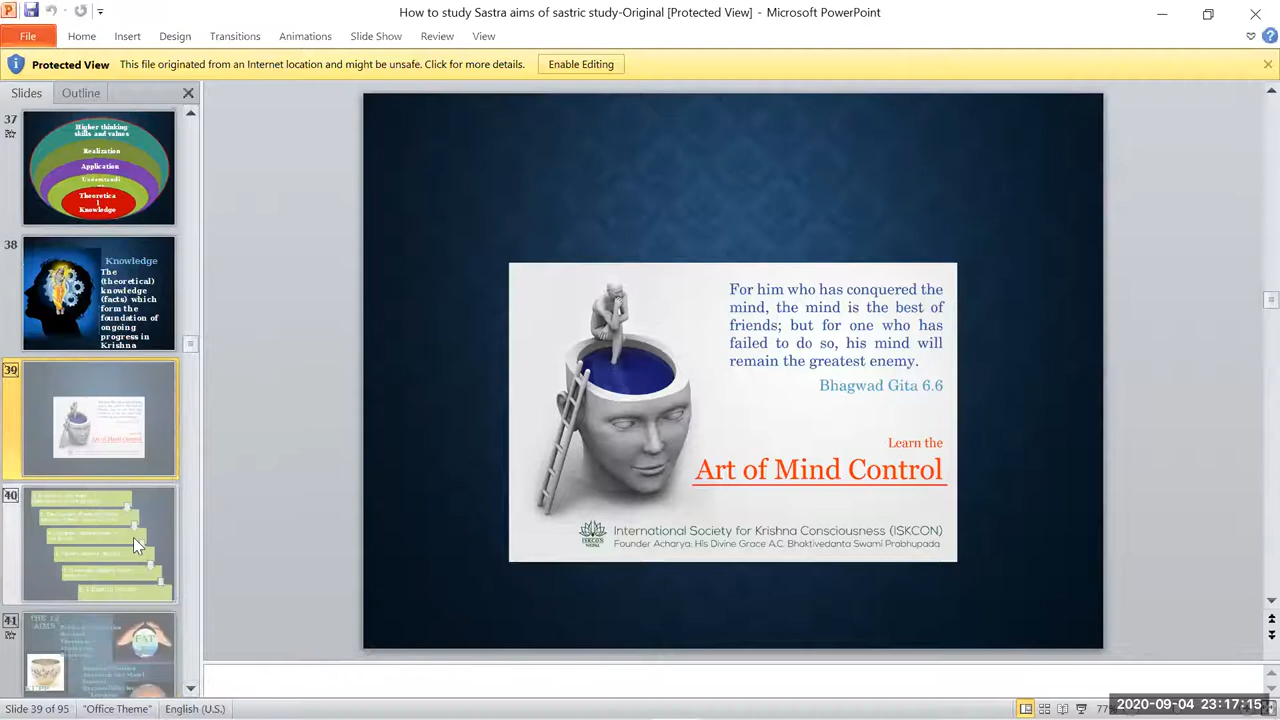 How to study Sastra aims of sastric study-Original [Protected View] - Microsoft PowerPoint
File Home Insert Design Transitions Animations Slide Show Review View
Protected View This file originated from an Internet location and might be unsafe. Click for more details. Enable Editing
Slides Outline
37
Higher thinking
skills and values
Realization
Application
Theoretica
l
Knowledge
38
Knowledge
The
(theoretical)
knowledge
(facts) which
form the
foundation of
ongoing
progress in
Krishna
39
40
41
AIMS
FAT
For him who has conquered the
mind, the mind is the best of
friends; but for one who has
failed to do so, his mind will
remain the greatest enemy.
Bhagwad Gita 6.6
Learn the
Art of Mind Control
International Society for Krishna Consciousness (ISKCON)
Founder Acharya: His Divine Grace A.C. Bhaktivedanta Swami Prabhupada
Slide 39 of 95 "Office Theme" English (U.S.)
2020-09-04 23:17:15